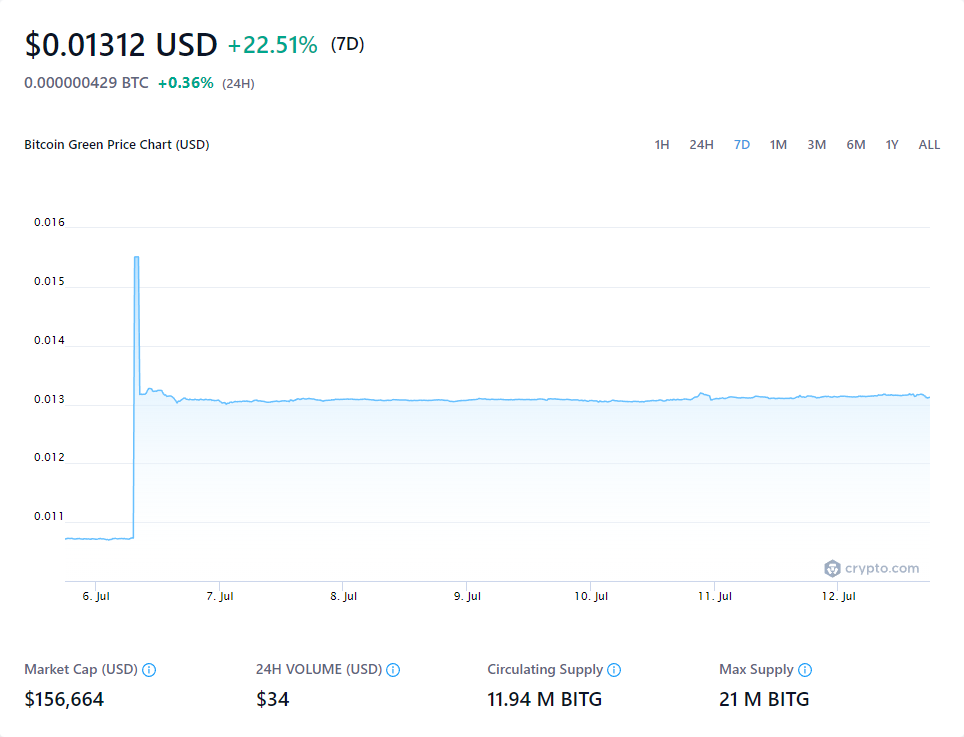 $0.01312 USD +22.51% (7D)
0.000000429 BTC +0.36% (24H)
Bitcoin Green Price Chart (USD) 1H 24H 7D 1M 3M 6M 1Y ALL
0.016
0.015
0.014
0.013
0.012
0.011
crypto.com
6. Jul 7. Jul 8. Jul 9. Jul 10. Jul 11. Jul 12. Jul
Market Cap (USD) 24H VOLUME (USD) Circulating Supply Max Supply
$156,664 $34 11.94 M BITG 21 M BITG